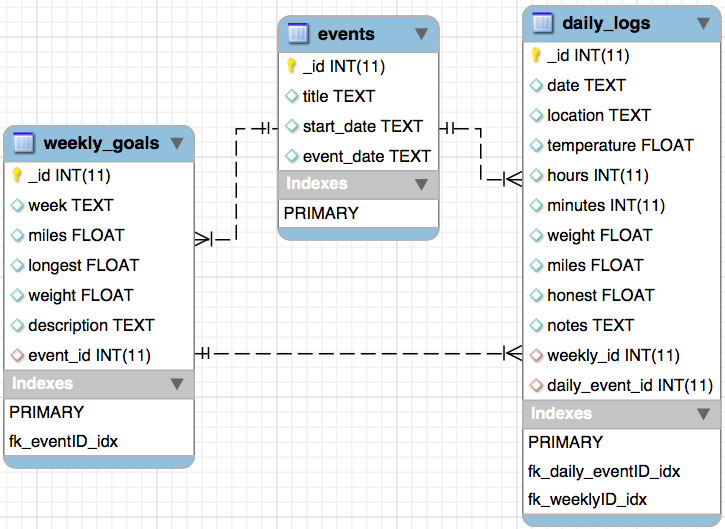 weekly_goals
_id INT(11)
week TEXT
miles FLOAT
longest FLOAT
weight FLOAT
description TEXT
event_id INT(11)
Indexes
PRIMARY
fk_eventID_idx
events
_id INT(11)
title TEXT
start_date TEXT
event_date TEXT
Indexes
PRIMARY
daily_logs
_id INT(11)
date TEXT
location TEXT
temperature FLOAT
hours INT(11)
minutes INT(11)
weight FLOAT
miles FLOAT
honest FLOAT
notes TEXT
weekly_id INT(11)
daily_event_id INT(11)
Indexes
PRIMARY
fk_daily_eventID_idx
fk_weeklyID_idx